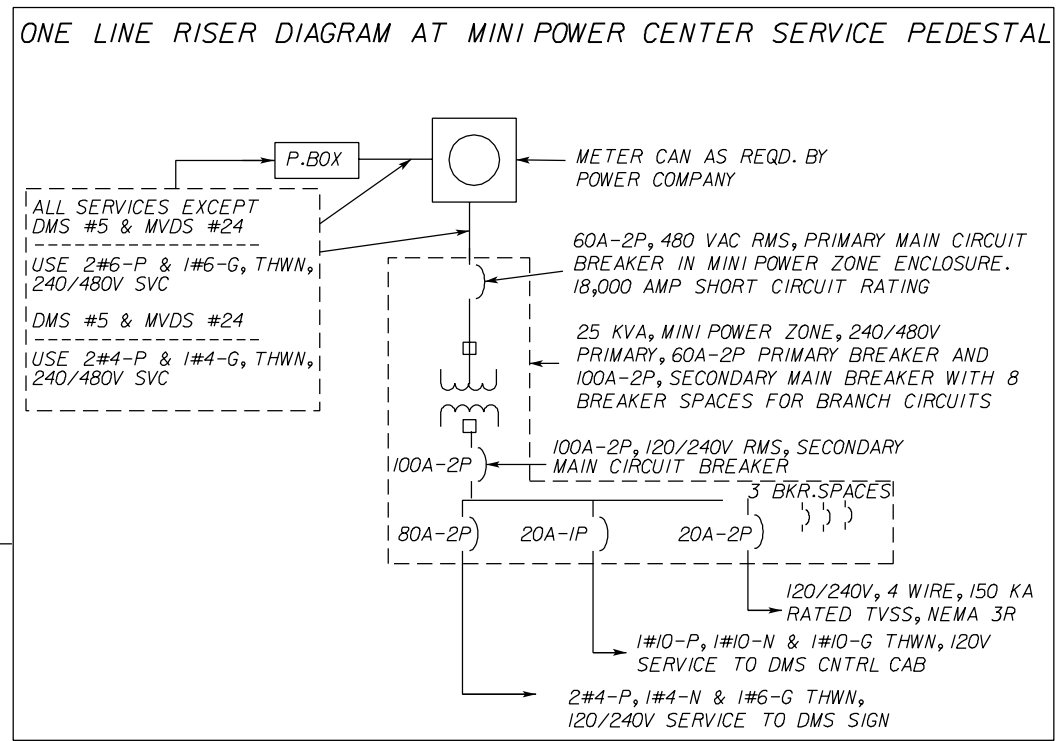 ONE LINE RISER DIAGRAM AT MINI POWER CENTER SERVICE PEDESTAL
P.BOX
METER CAN AS REQD. BY
POWER COMPANY
ALL SERVICES EXCEPT
DMS #5 & MVDS #24
USE 2#6-P & 1#6-G, THWN,
240/480V SVC
DMS #5 & MVDS #24
USE 2#4-P & 1#4-G, THWN,
240/480V SVC
60A-2P, 480 VAC RMS, PRIMARY MAIN CIRCUIT
BREAKER IN MINI POWER ZONE ENCLOSURE.
18,000 AMP SHORT CIRCUIT RATING
25 KVA, MINI POWER ZONE, 240/480V
PRIMARY, 60A-2P PRIMARY BREAKER AND
100A-2P, SECONDARY MAIN BREAKER WITH 8
BREAKER SPACES FOR BRANCH CIRCUITS
100A-2P
100A-2P, 120/240V RMS, SECONDARY
MAIN CIRCUIT BREAKER
3 BKR. SPACES
80A-2P
20A-1P
20A-2P
120/240V, 4 WIRE, 150 KA
RATED TVSS, NEMA 3R
1#10-P, 1#10-N & 1#10-G THWN, 120V
SERVICE TO DMS CNTRL CAB
2#4-P, 1#4-N & 1#6-G THWN,
120/240V SERVICE TO DMS SIGN